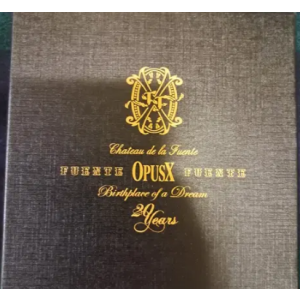 Chateau de la Fuente
FUENTE OPUSX FUENTE
Birthplace of a Dream
20 Years